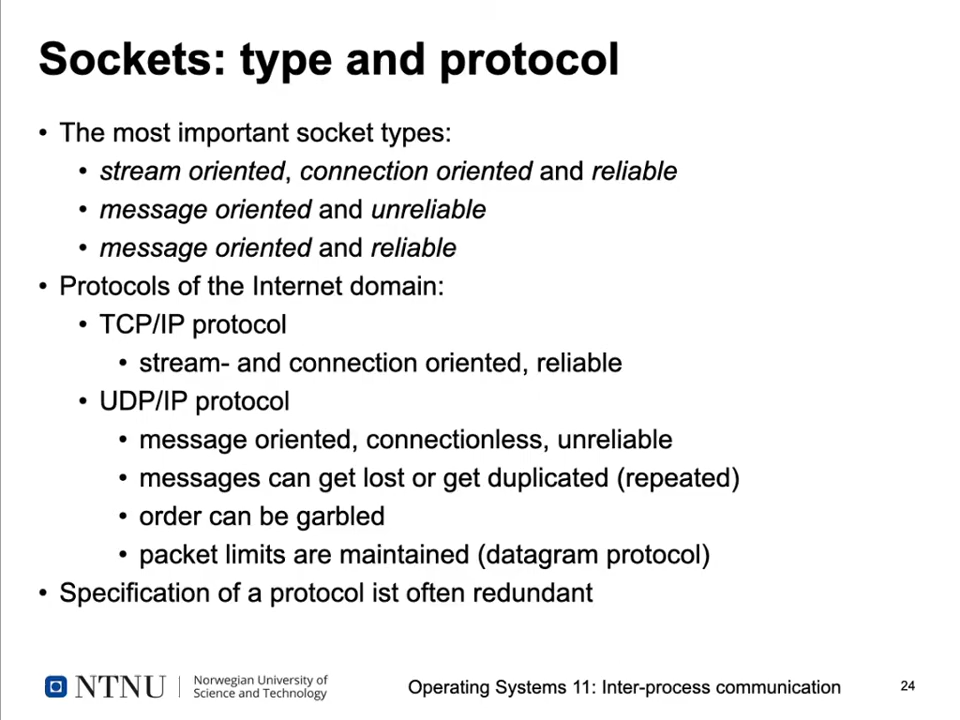 Sockets: type and protocol
• The most important socket types:
• stream oriented, connection oriented and reliable
• message oriented and unreliable
• message oriented and reliable
• Protocols of the Internet domain:
• TCP/IP protocol
• stream- and connection oriented, reliable
• UDP/IP protocol
• message oriented, connectionless, unreliable
• messages can get lost or get duplicated (repeated)
• order can be garbled
• packet limits are maintained (datagram protocol)
• Specification of a protocol ist often redundant
NTNU
Norwegian University of
Science and Technology
Operating Systems 11: Inter-process communication
24